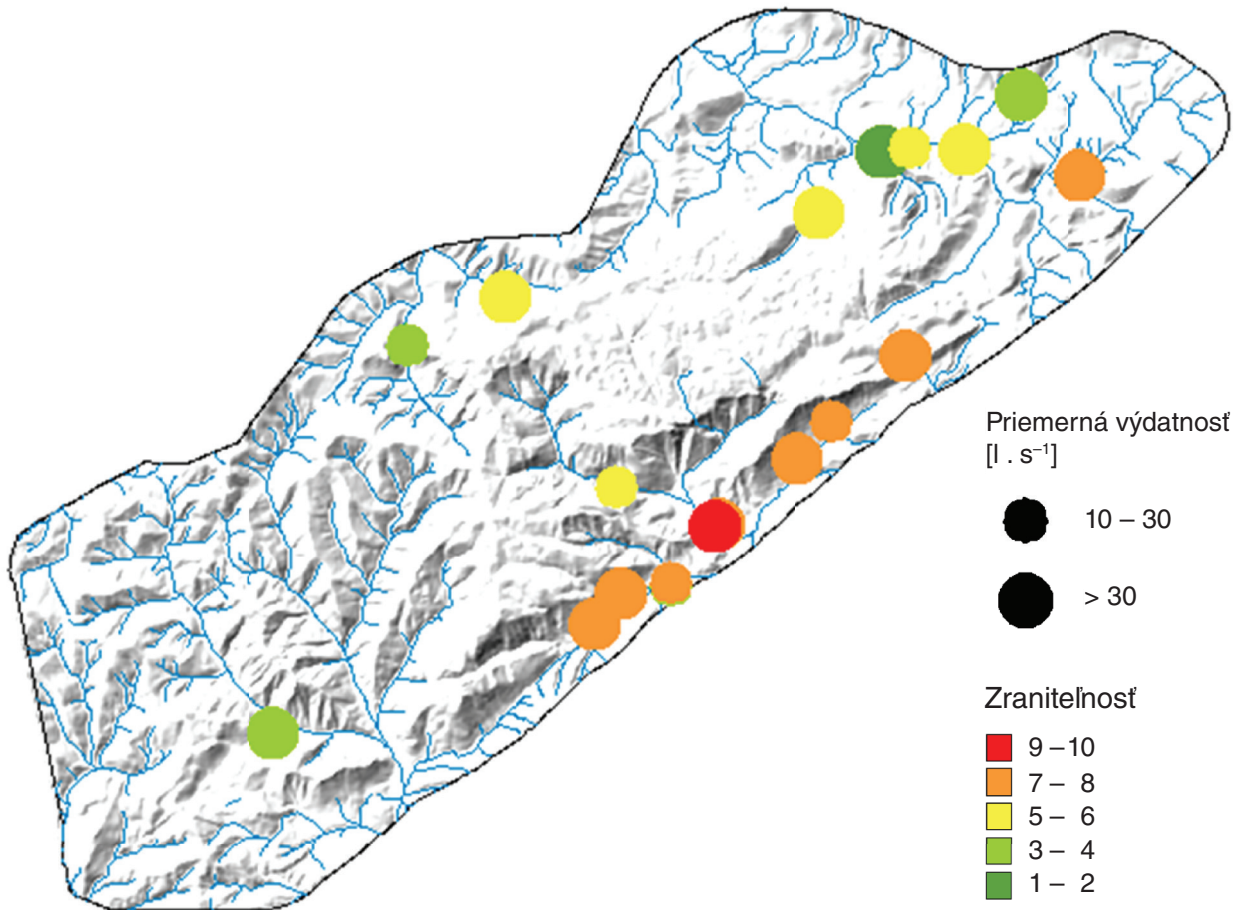 Priemerná výdatnosť
[l . s⁻¹]
10 – 30
> 30
Zraniteľnosť
9 – 10
7 – 8
5 – 6
3 – 4
1 – 2